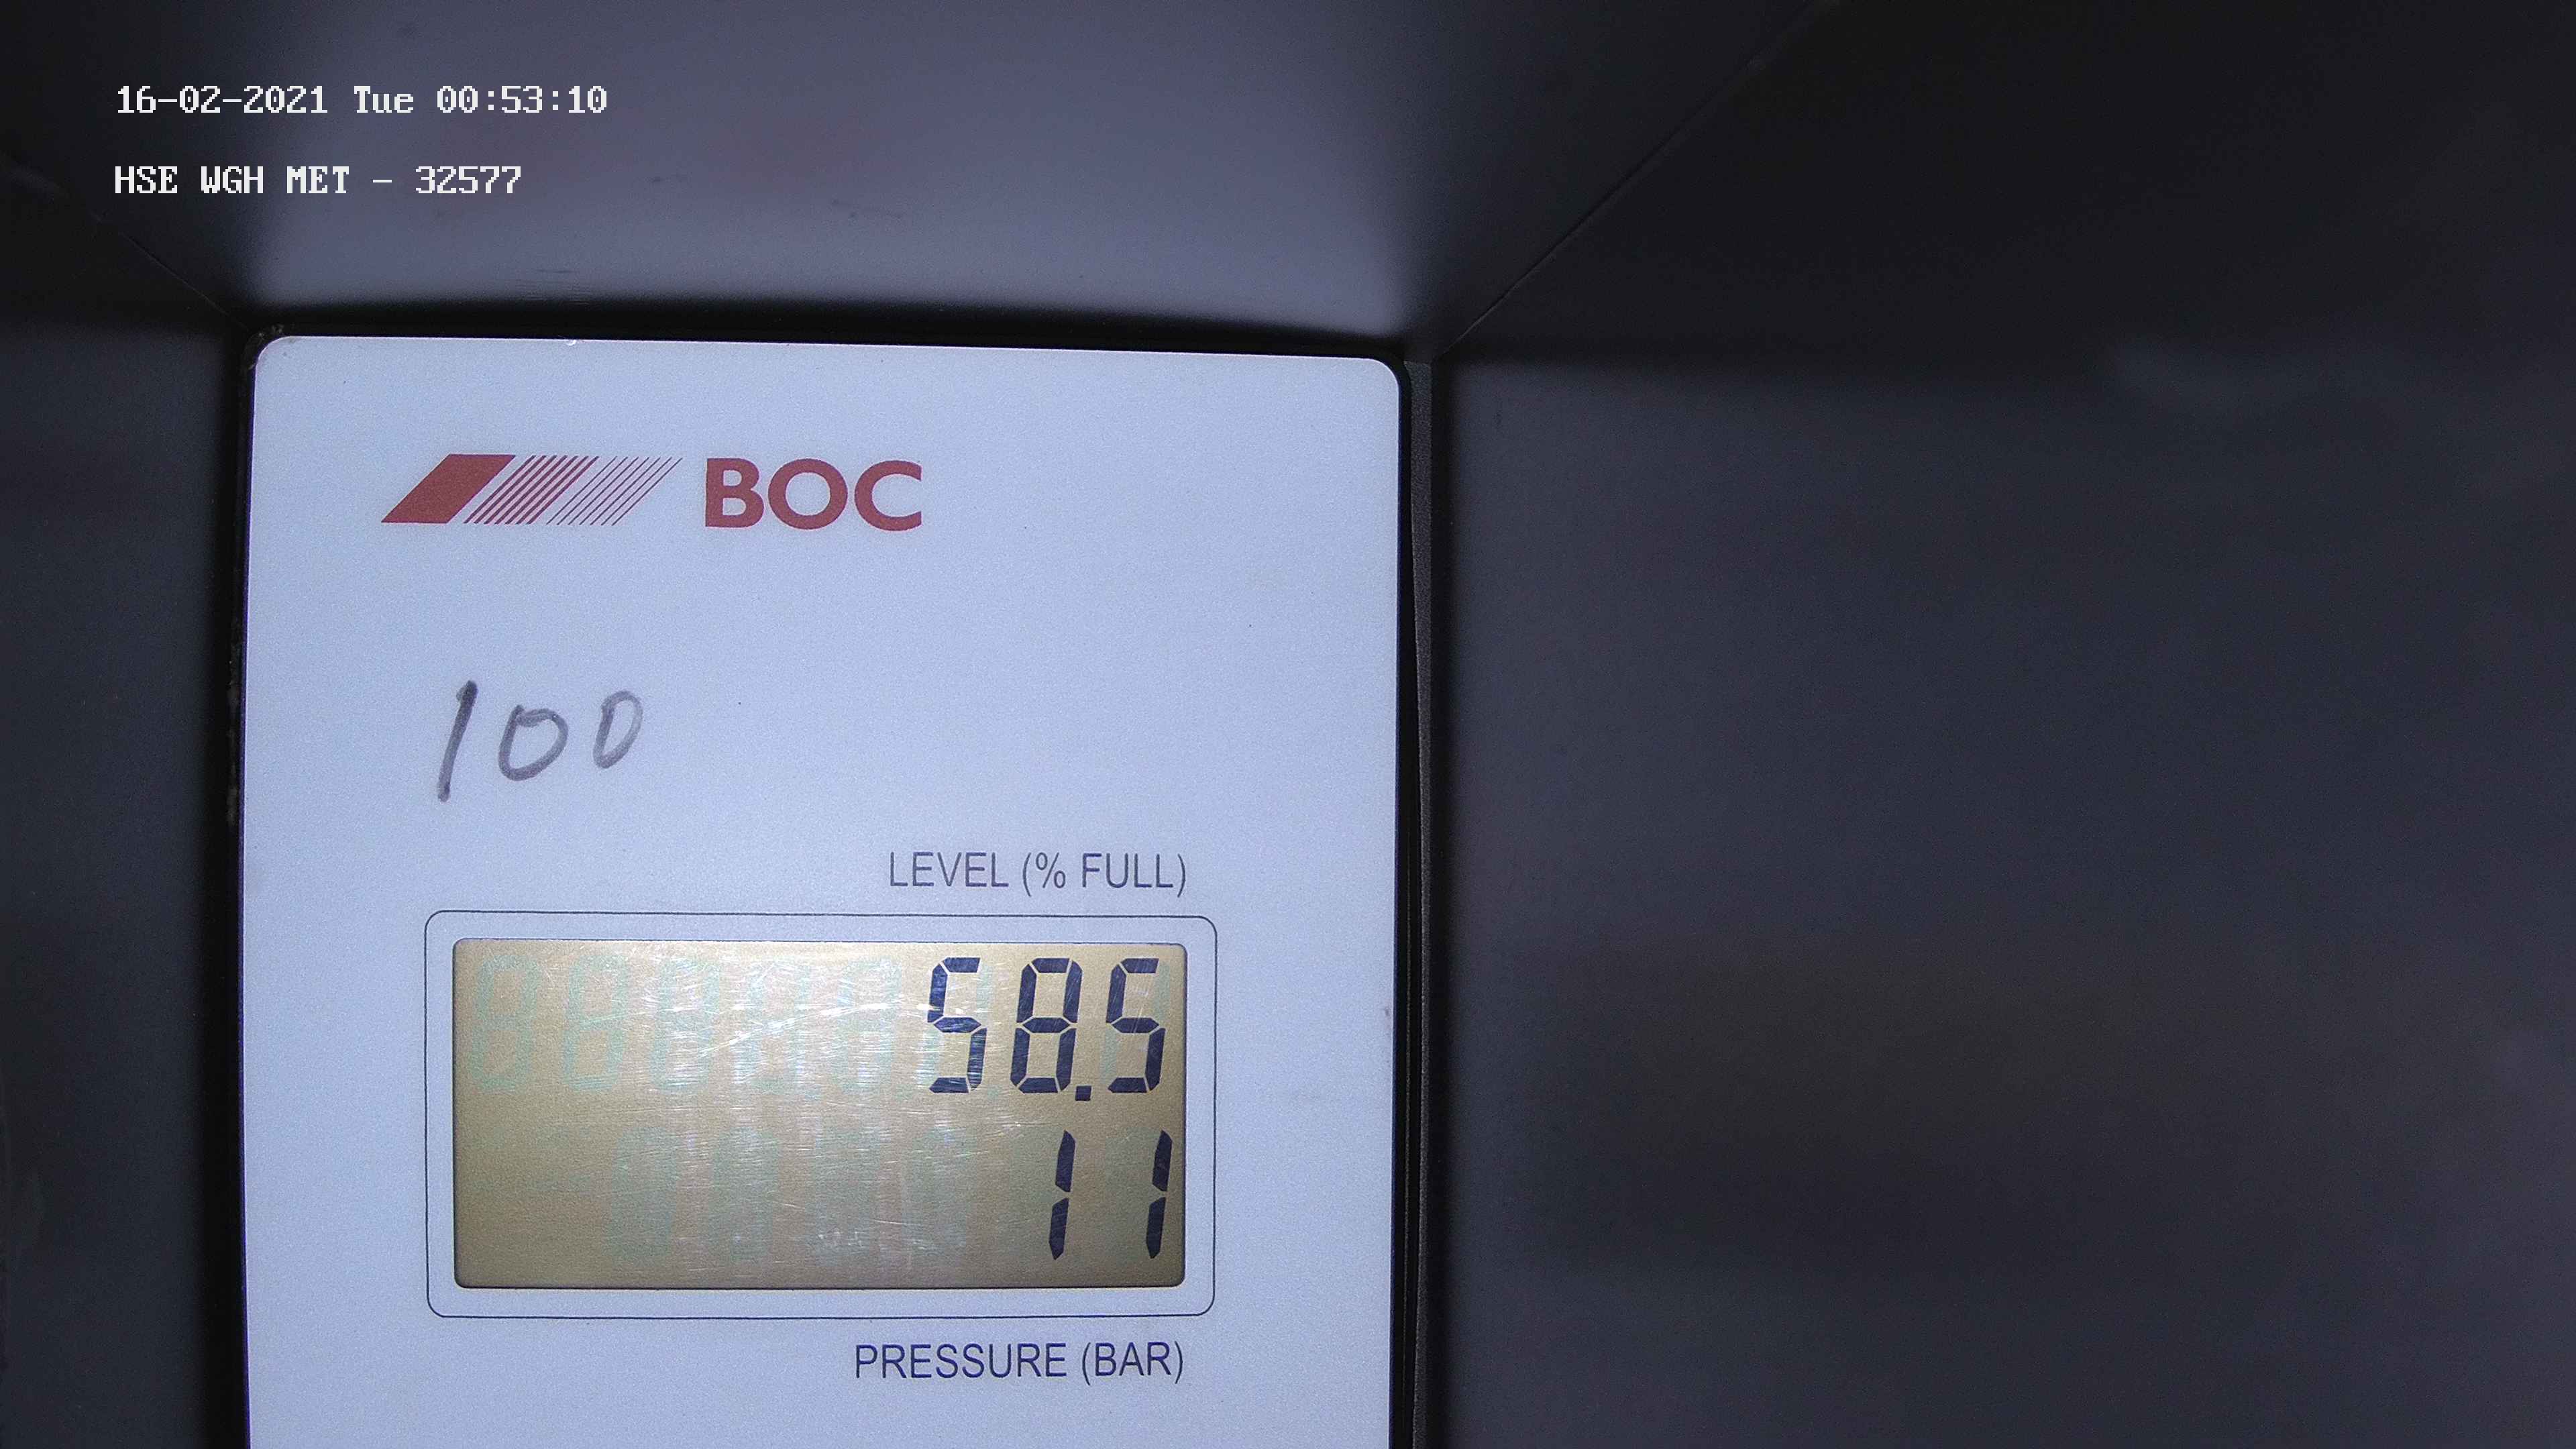 16-02-2021 Tue 00:53:10
HSE WGH MET - 32577
BOC
100
LEVEL (% FULL)
58.5
11
PRESSURE (BAR)